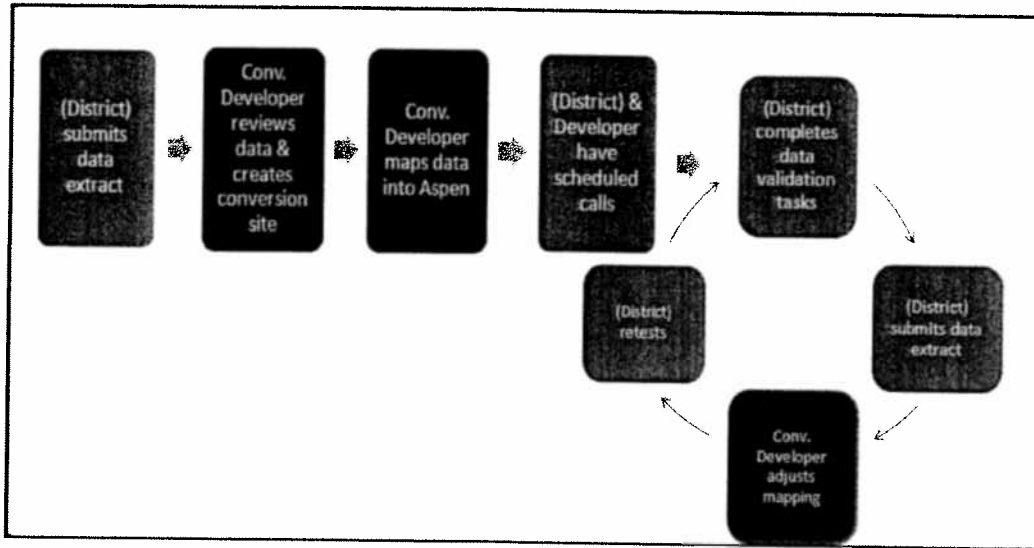 (District)
submits
data
extract
Conv.
Developer
reviews
data &
creates
conversion
site
Conv.
Developer
maps data
into Aspen
(District) &
Developer
have
scheduled
calls
(District)
completes
data
validation
tasks
(District)
submits data
extract
Conv.
Developer
adjusts
mapping
(District)
retests